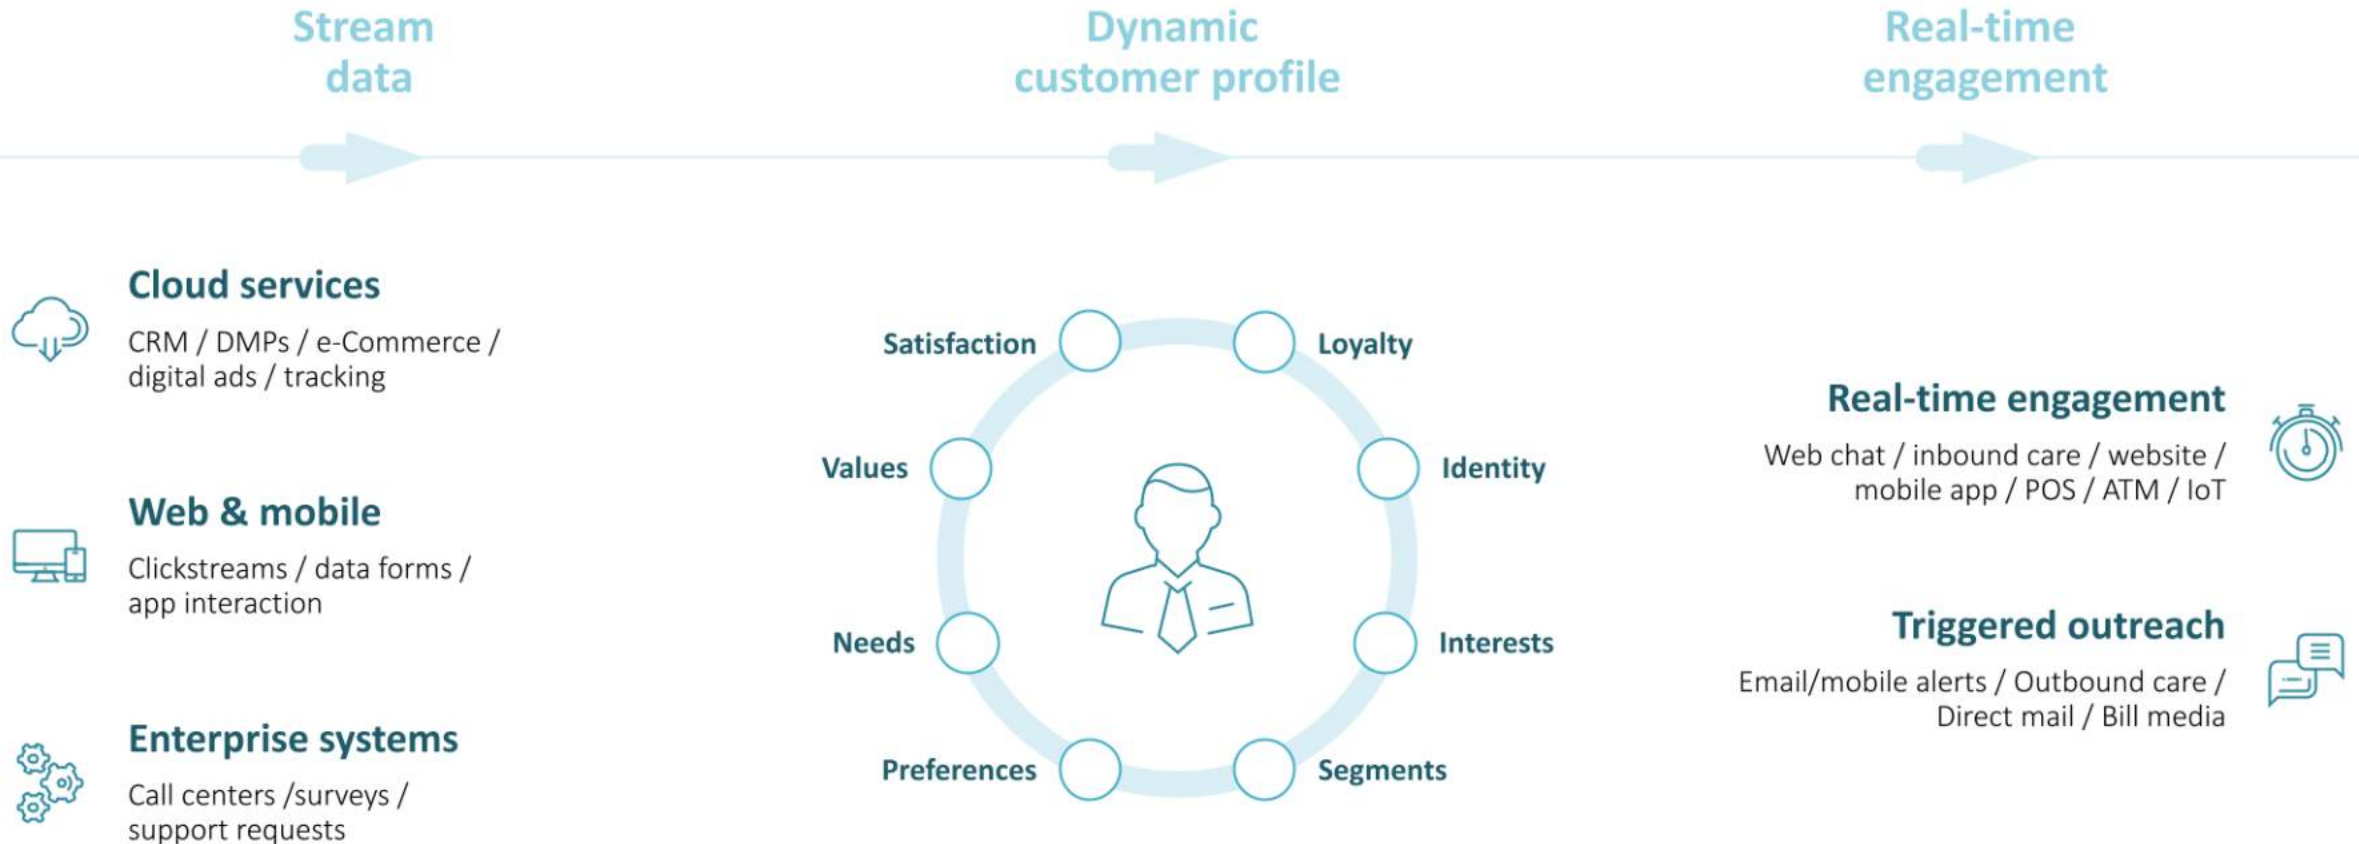 Stream
data
Dynamic
customer profile
Real-time
engagement
Cloud services
CRM / DMPs / e-Commerce /
digital ads / tracking
Web & mobile
Clickstreams / data forms /
app interaction
Enterprise systems
Call centers /surveys /
support requests
Satisfaction
Loyalty
Values
Identity
Needs
Interests
Preferences
Segments
Real-time engagement
Web chat / inbound care / website /
mobile app / POS / ATM / IoT
Triggered outreach
Email/mobile alerts / Outbound care /
Direct mail / Bill media